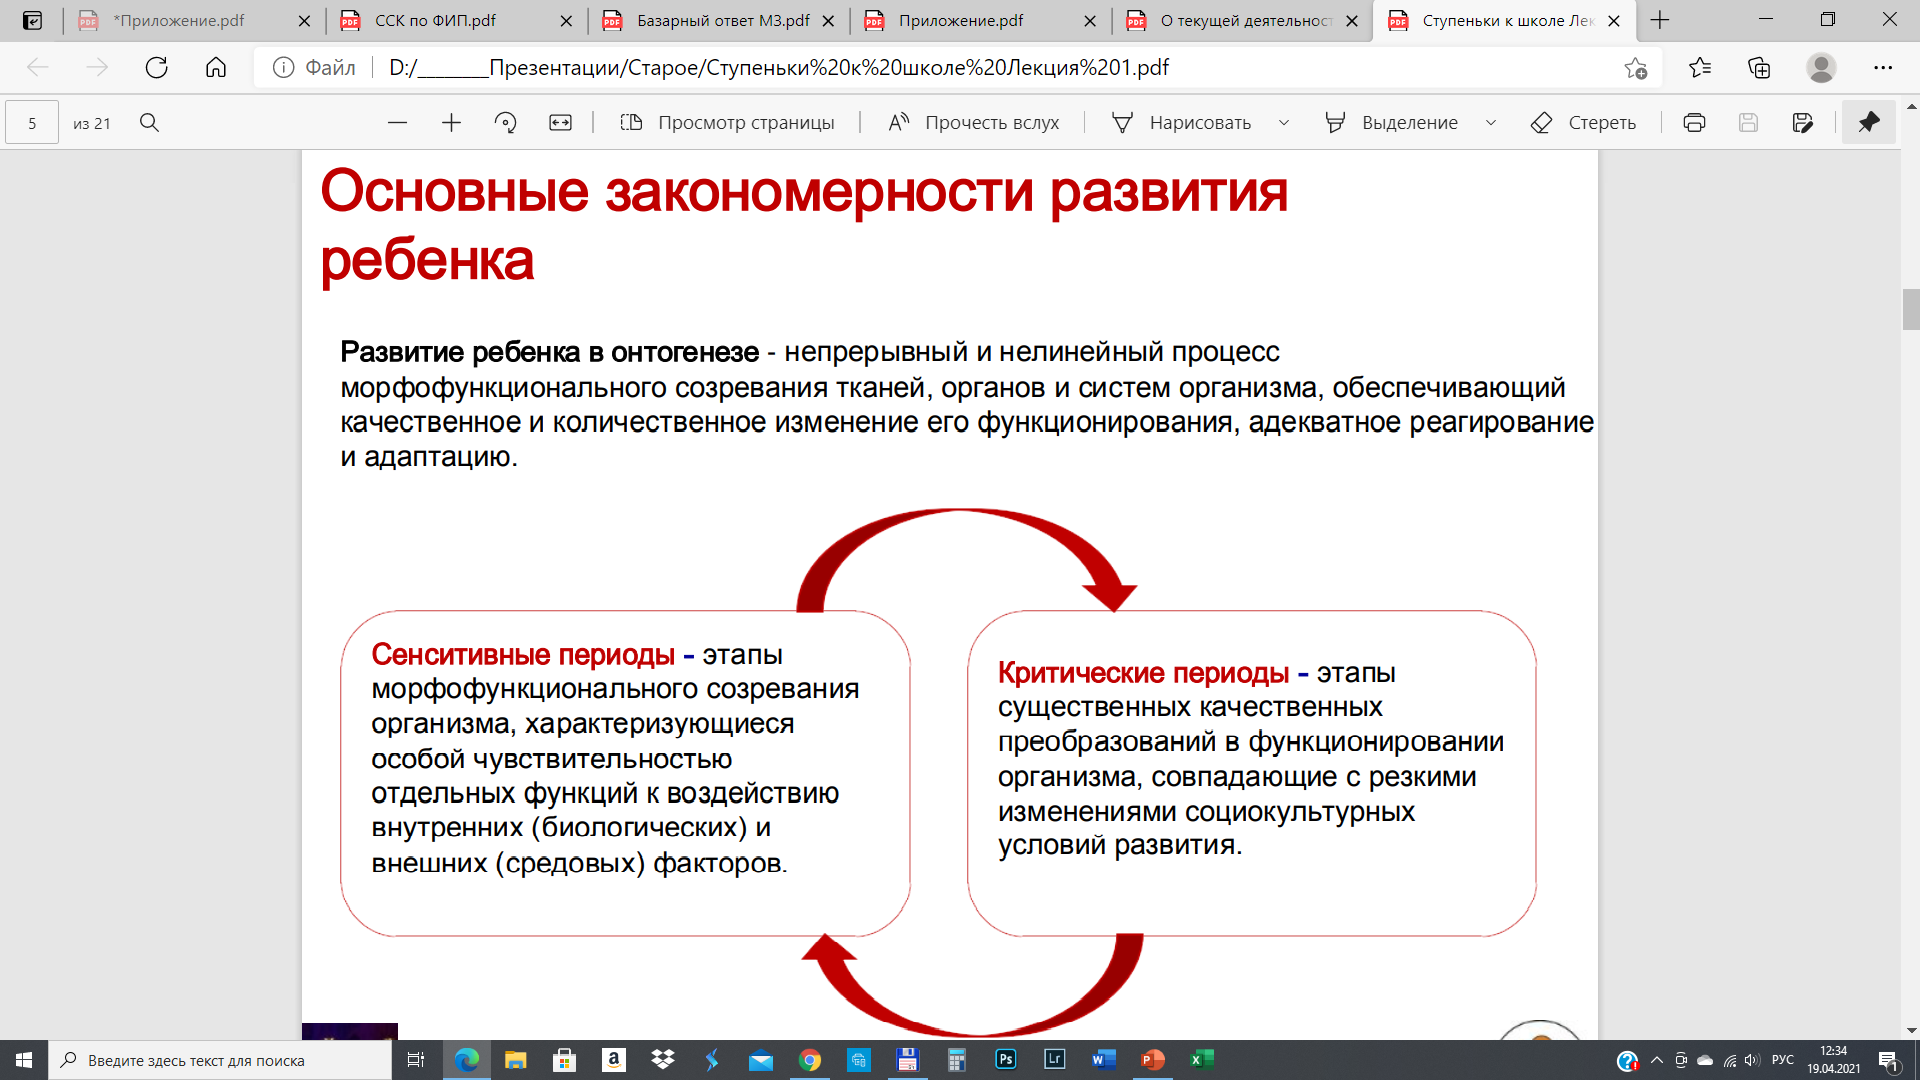 *Приложение.pdf
ССК по ФИП.pdf
Базарный ответ МЗ.pdf
Приложение.pdf
О текущей деятельност
Ступеньки к школе Лек
Файл
D:/_______Презентации/Старое/Ступеньки%20к%20школе%20Лекция%201.pdf
5 из 21
Просмотр страницы
Прочесть вслух
Нарисовать
Выделение
Стереть
Основные закономерности развития
ребенка
Развитие ребенка в онтогенезе - непрерывный и нелинейный процесс
морфофункционального созревания тканей, органов и систем организма, обеспечивающий
качественное и количественное изменение его функционирования, адекватное реагирование
и адаптацию.
Сенситивные периоды – этапы
морфофункционального созревания
организма, характеризующиеся
особой чувствительностью
отдельных функций к воздействию
внутренних (биологических) и
внешних (средовых) факторов.
Критические периоды – этапы
существенных качественных
преобразований в функционировании
организма, совпадающие с резкими
изменениями социокультурных
условий развития.
Введите здесь текст для поиска
РУС
12:34
19.04.2021